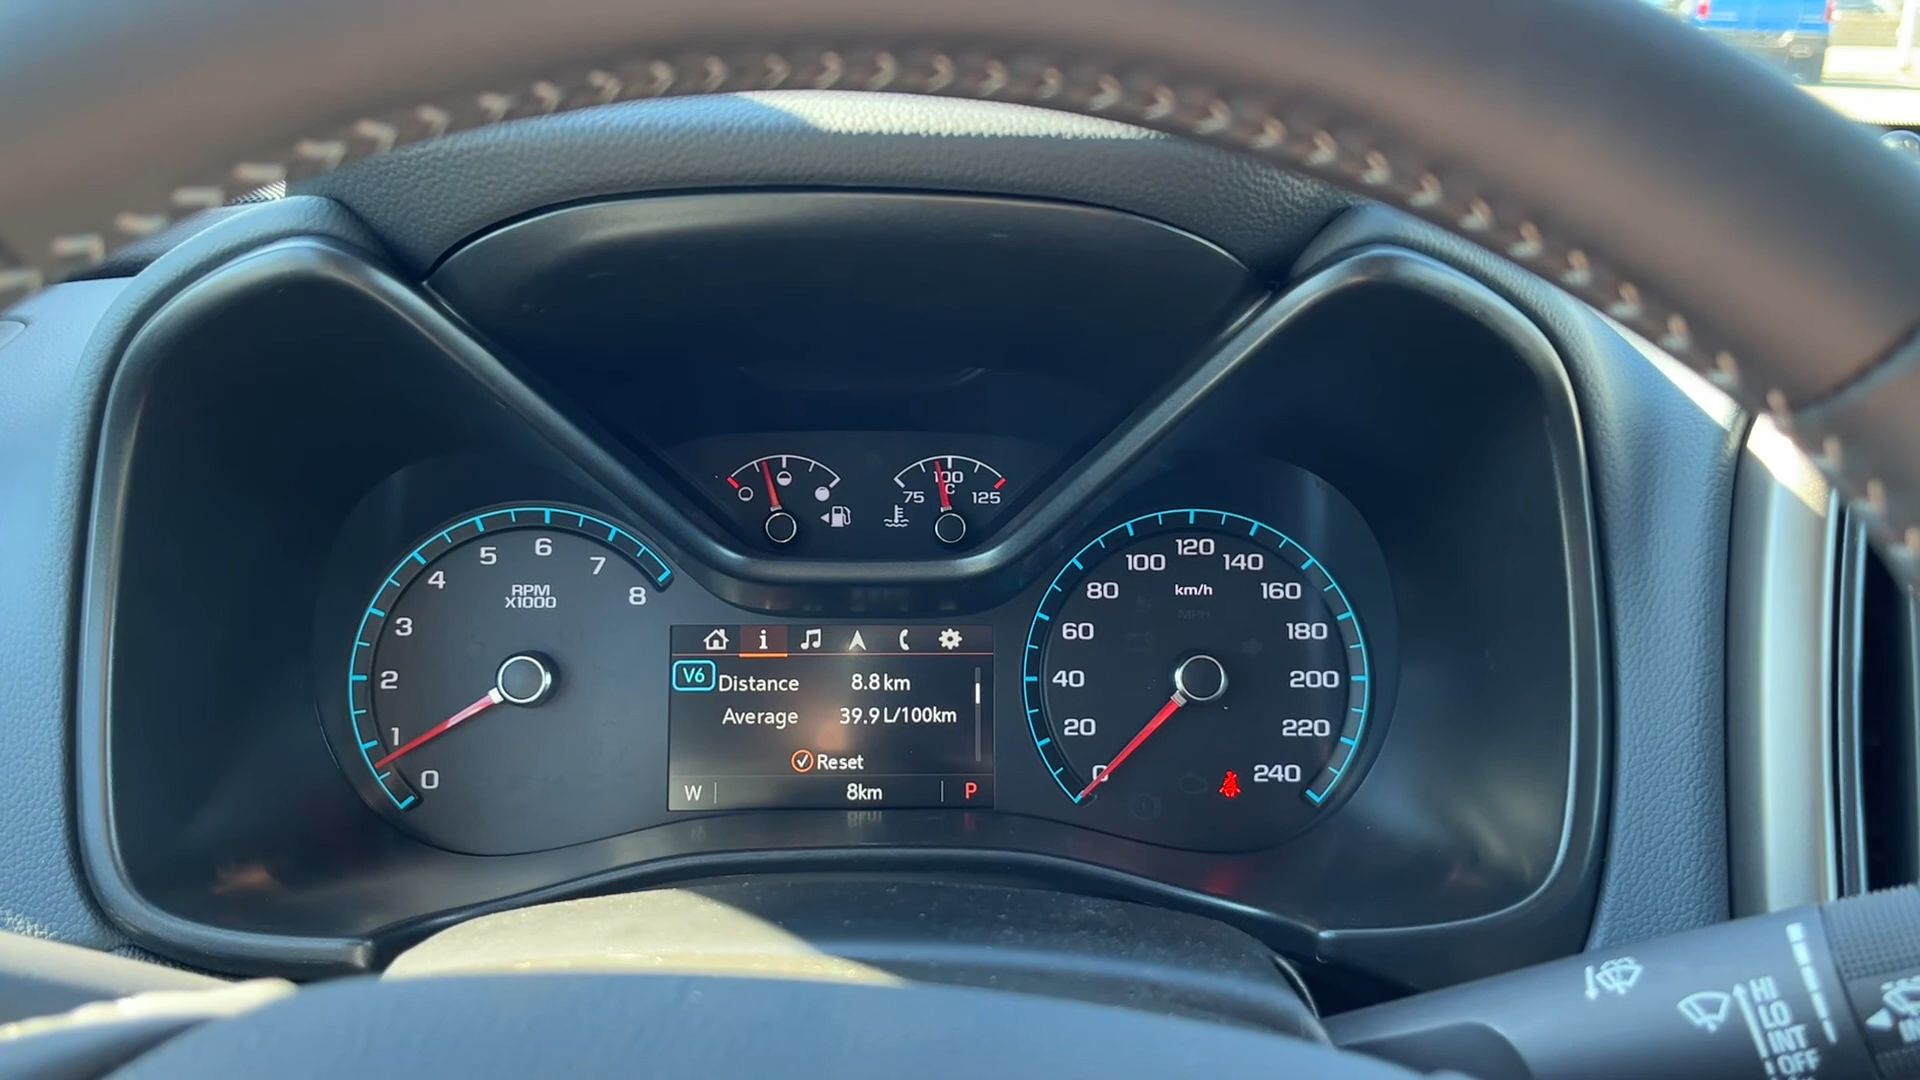 100
C
75
125
0
1
2
3
4
5
6
7
8
RPM
X1000
V6
Distance 8.8 km
Average 39.9 L/100km
Reset
W 8km P
0
20
40
60
80
100
120
140
160
180
200
220
240
km/h
MPH
HI
LO
INT
OFF